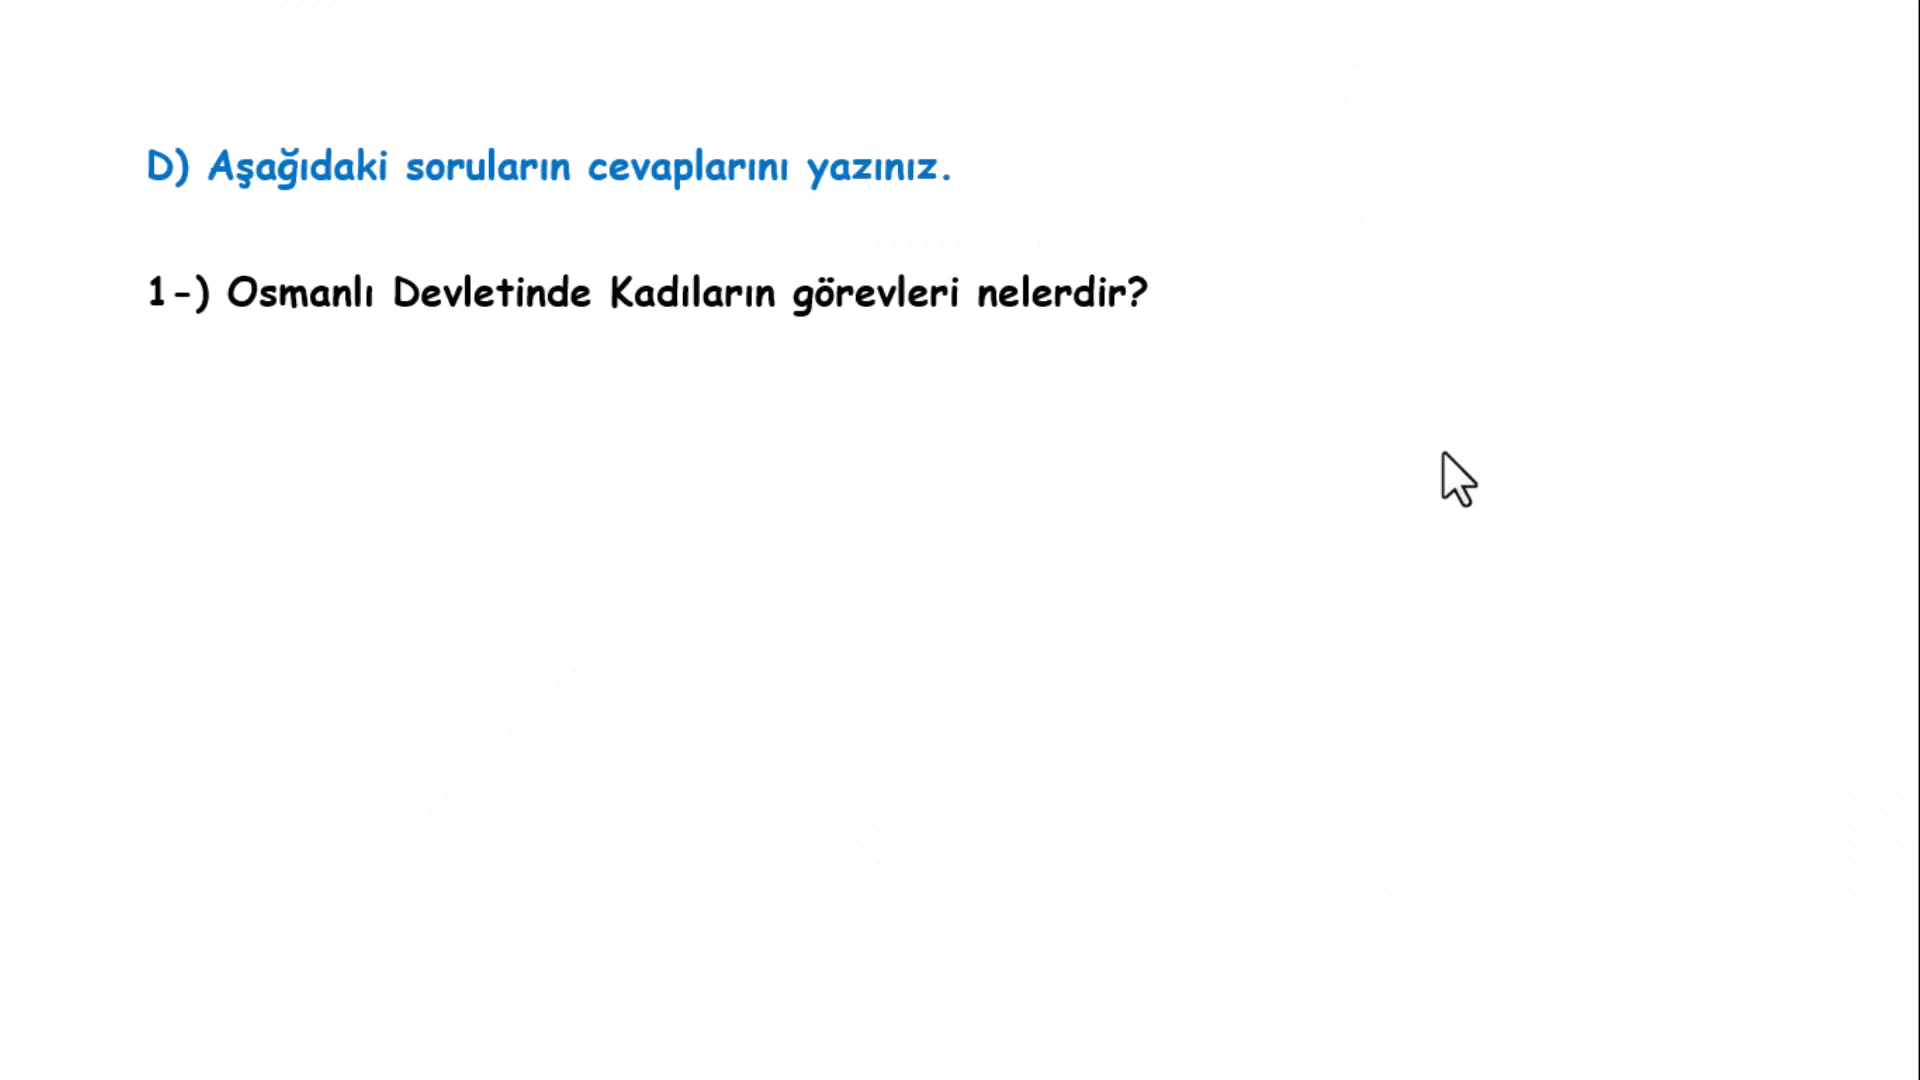 D) Aşağıdaki soruların cevaplarını yazınız.
1-) Osmanlı Devletinde Kadıların görevleri nelerdir?